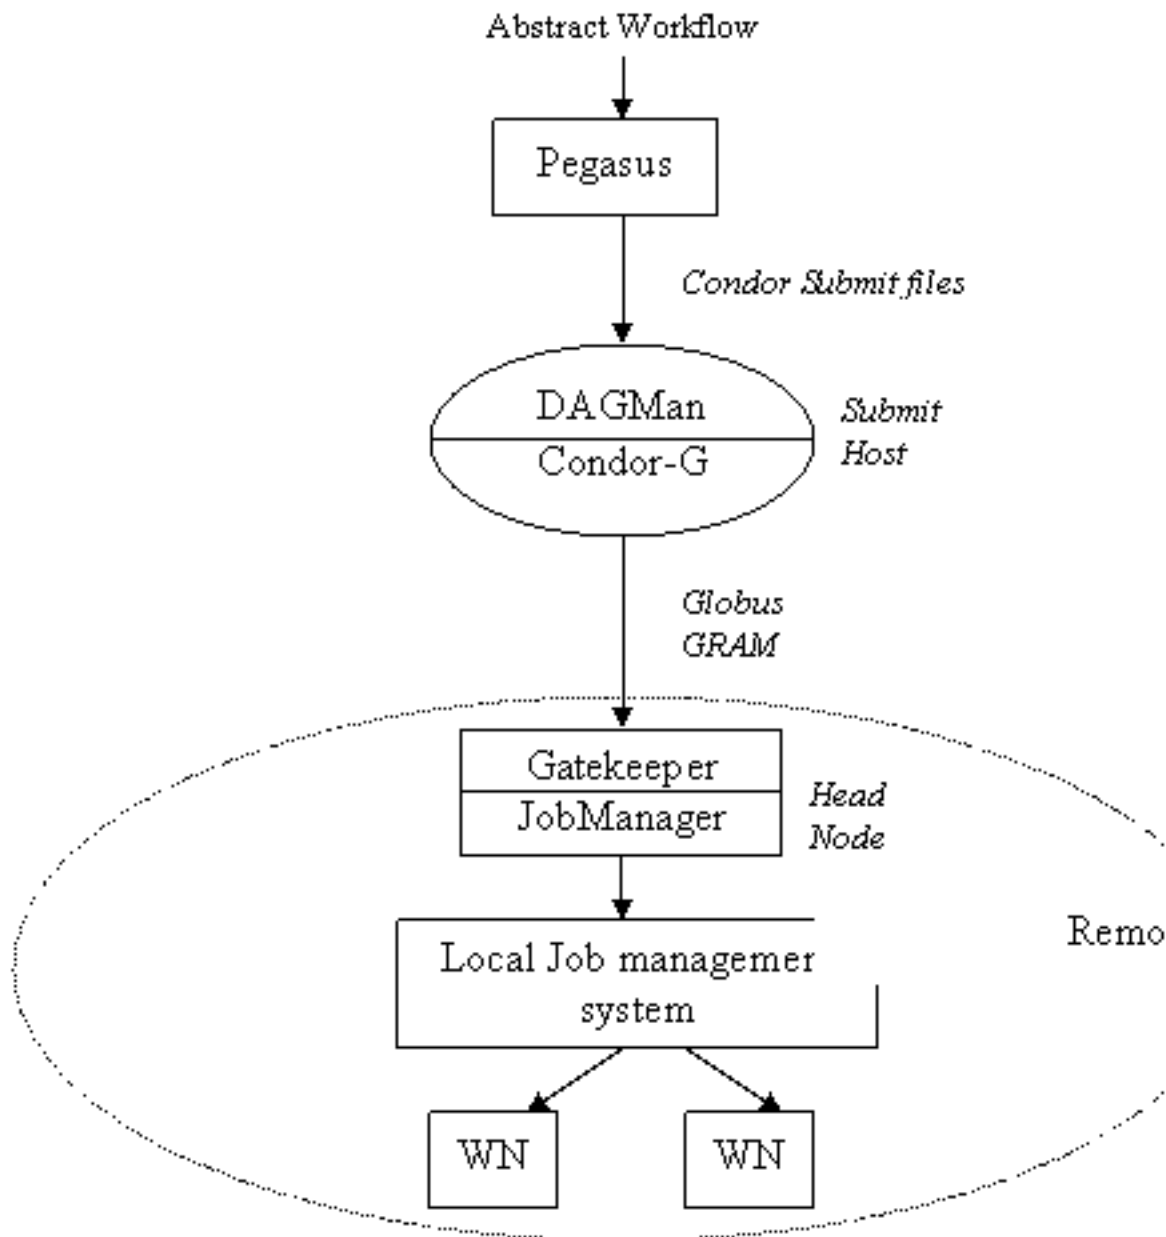 Abstract Workflow
Pegasus
Condor Submit files
DAGMan
Condor-G
Submit
Host
Globus
GRAM
Gatekeeper
JobManager
Head
Node
Remo
Local Job managemer
system
WN
WN